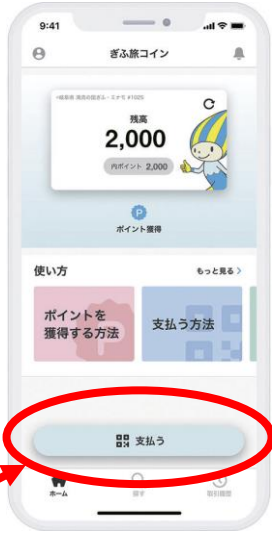 9:41
ぎふ旅コイン
残高
2,000
内ポイント 2,000
P
ポイント獲得
使い方
もっと見る >
ポイントを
獲得する方法
支払う方法
支払う
ホーム
探す
取引履歴